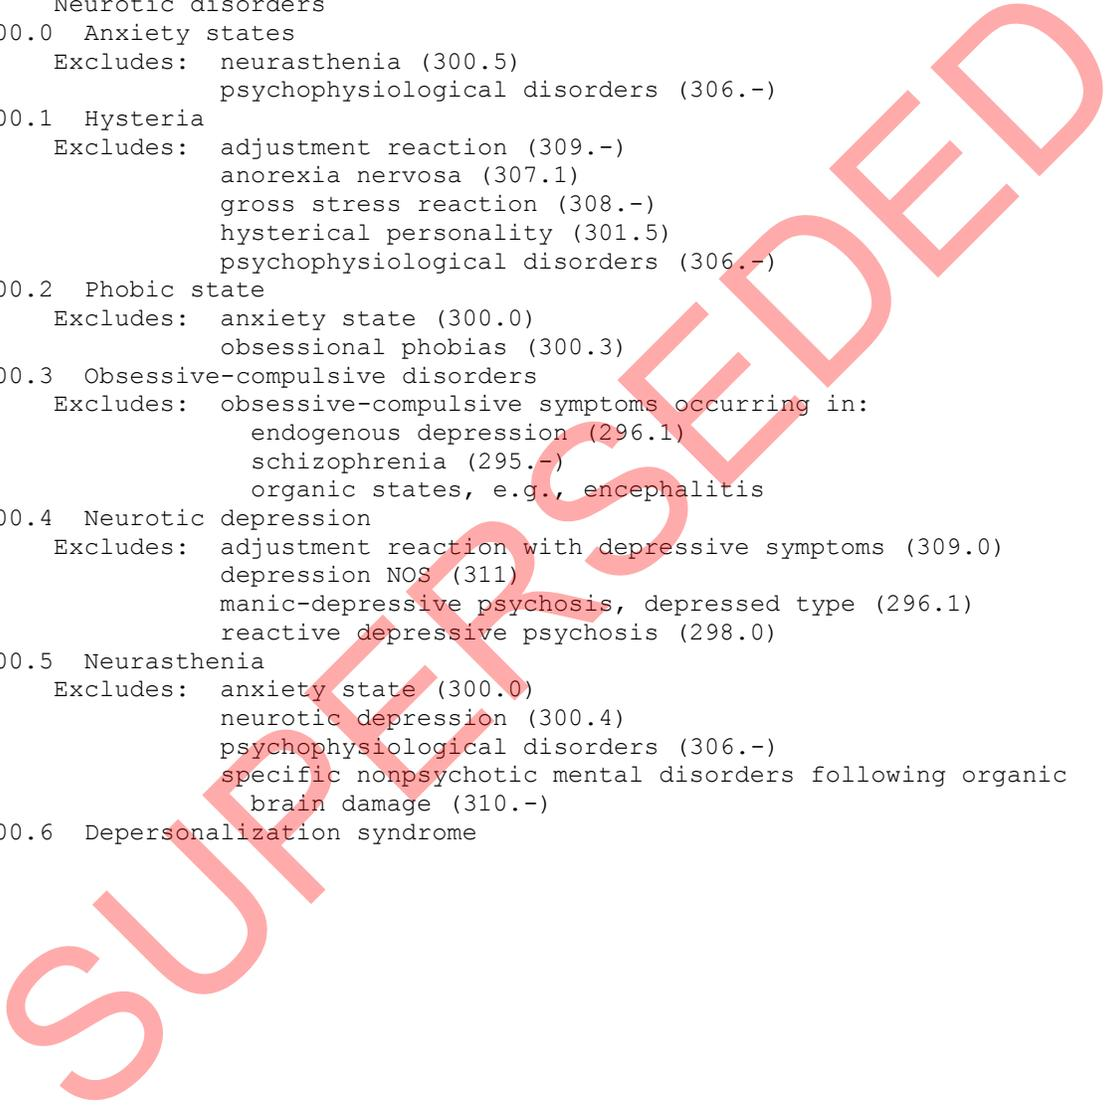 Neurotic disorders
00.0 Anxiety states
Excludes: neurasthenia (300.5)
psychophysiological disorders (306.-)
00.1 Hysteria
Excludes: adjustment reaction (309.-)
anorexia nervosa (307.1)
gross stress reaction (308.-)
hysterical personality (301.5)
psychophysiological disorders (306.-)
00.2 Phobic state
Excludes: anxiety state (300.0)
obsessional phobias (300.3)
00.3 Obsessive-compulsive disorders
Excludes: obsessive-compulsive symptoms occurring in:
endogenous depression (296.1)
schizophrenia (295.-)
organic states, e.g., encephalitis
00.4 Neurotic depression
Excludes: adjustment reaction with depressive symptoms (309.0)
depression NOS (311)
manic-depressive psychosis, depressed type (296.1)
reactive depressive psychosis (298.0)
00.5 Neurasthenia
Excludes: anxiety state (300.0)
neurotic depression (300.4)
psychophysiological disorders (306.-)
specific nonpsychotic mental disorders following organic
brain damage (310.-)
00.6 Depersonalization syndrome
SUPERSEDED